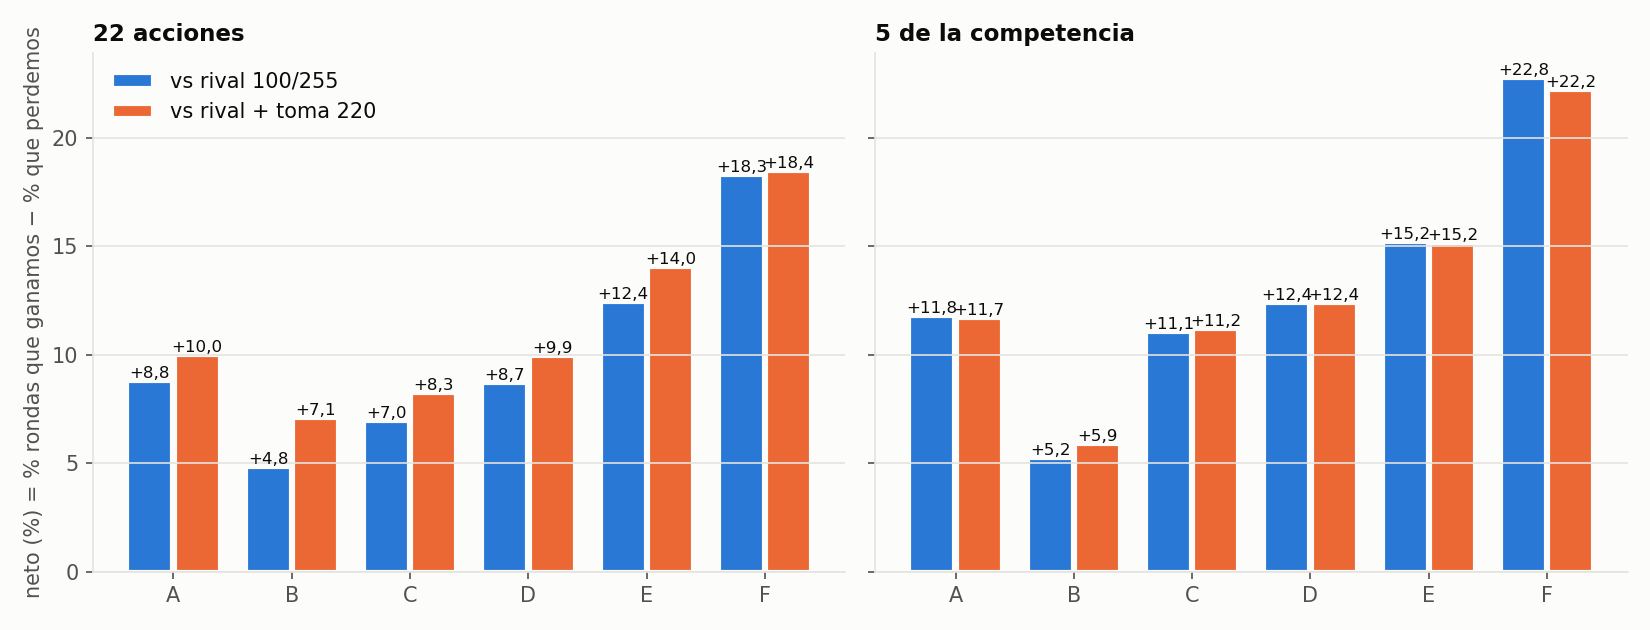 neto (%) = % rondas que ganamos − % que perdemos
22 acciones
vs rival 100/255
vs rival + toma 220
20
15
10
5
0
+8,8
+10,0
+4,8
+7,1
+7,0
+8,3
+8,7
+9,9
+12,4
+14,0
+18,3
+18,4
A
B
C
D
E
F
5 de la competencia
+11,8
+11,7
+5,2
+5,9
+11,1
+11,2
+12,4
+12,4
+15,2
+15,2
+22,8
+22,2
A
B
C
D
E
F